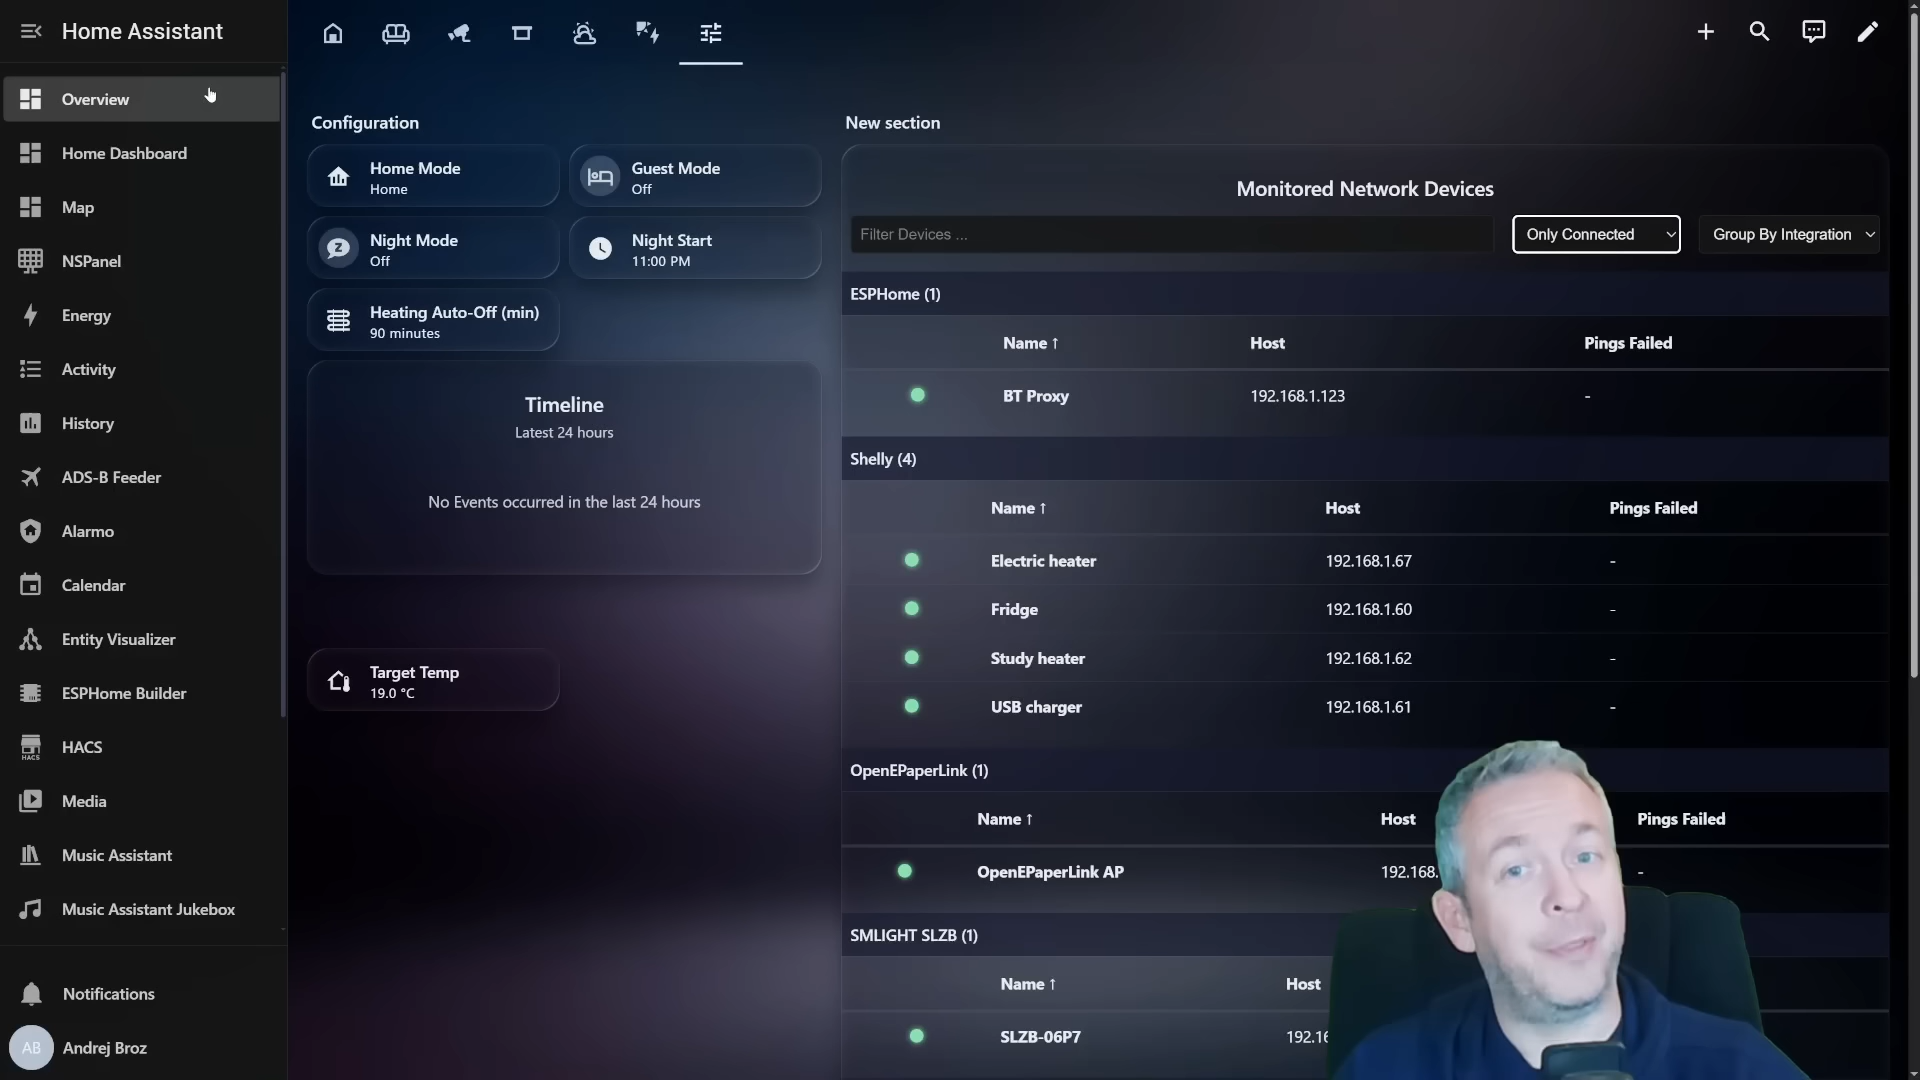 Home Assistant
Overview
Home Dashboard
Map
NSPanel
Energy
Activity
History
ADS-B Feeder
Alarmo
Calendar
Entity Visualizer
ESPHome Builder
HACS
HACS
Media
Music Assistant
Music Assistant Jukebox
Notifications
AB
Andrej Broz
Configuration
Home Mode
Home
Guest Mode
Off
Night Mode
Off
Night Start
11:00 PM
Heating Auto-Off (min)
90 minutes
Timeline
Latest 24 hours
No Events occurred in the last 24 hours
Target Temp
19.0 °C
New section
Monitored Network Devices
Filter Devices ...
Only Connected
Group By Integration
ESPHome (1)
Name ↑ Host Pings Failed
BT Proxy 192.168.1.123 -
Shelly (4)
Name ↑ Host Pings Failed
Electric heater 192.168.1.67 -
Fridge 192.168.1.60 -
Study heater 192.168.1.62 -
USB charger 192.168.1.61 -
OpenEPaperLink (1)
Name ↑ Host Pings Failed
OpenEPaperLink AP 192.168. -
SMLIGHT SLZB (1)
Name ↑ Host
SLZB-06P7 192.16